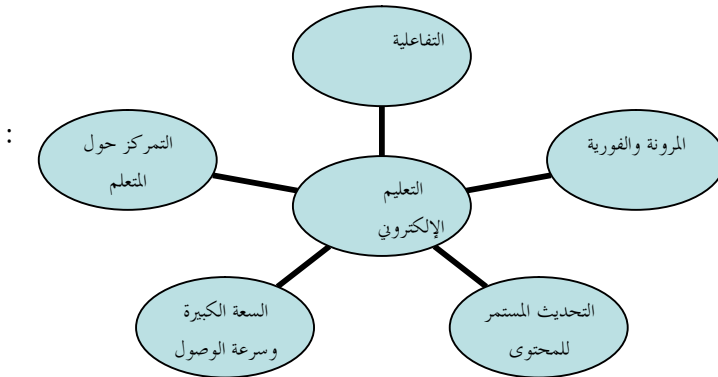 التفاعلية
:
المرونة والفورية
التمركز حول
المتعلم
التعليم
الإلكتروني
التحديث المستمر
للمحتوى
السعة الكبيرة
وسرعة الوصول